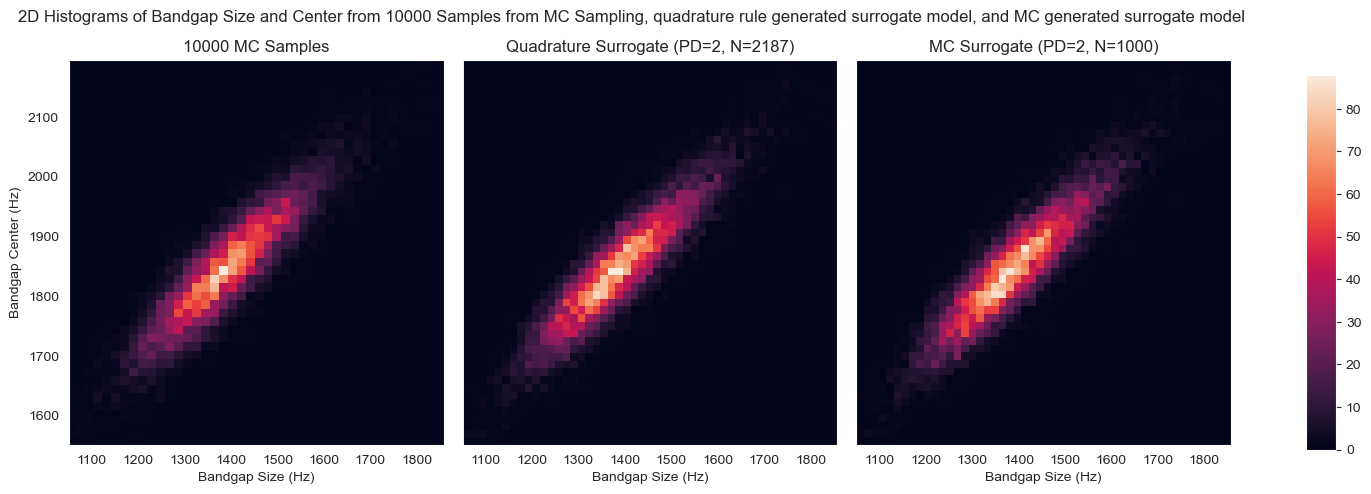 2D Histograms of Bandgap Size and Center from 10000 Samples from MC Sampling, quadrature rule generated surrogate model, and MC generated surrogate model
10000 MC Samples
Quadrature Surrogate (PD=2, N=2187)
MC Surrogate (PD=2, N=1000)
Bandgap Center (Hz)
2100
2000
1900
1800
1700
1600
1100 1200 1300 1400 1500 1600 1700 1800
Bandgap Size (Hz)
1100 1200 1300 1400 1500 1600 1700 1800
Bandgap Size (Hz)
1100 1200 1300 1400 1500 1600 1700 1800
Bandgap Size (Hz)
80
70
60
50
40
30
20
10
0